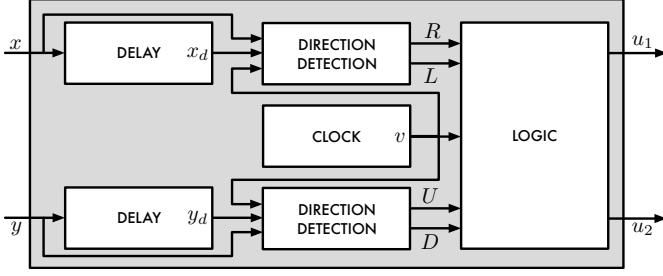 x
DELAY
x_d
DIRECTION
DETECTION
R
L
u_1
CLOCK
v
LOGIC
y
DELAY
y_d
DIRECTION
DETECTION
U
D
u_2